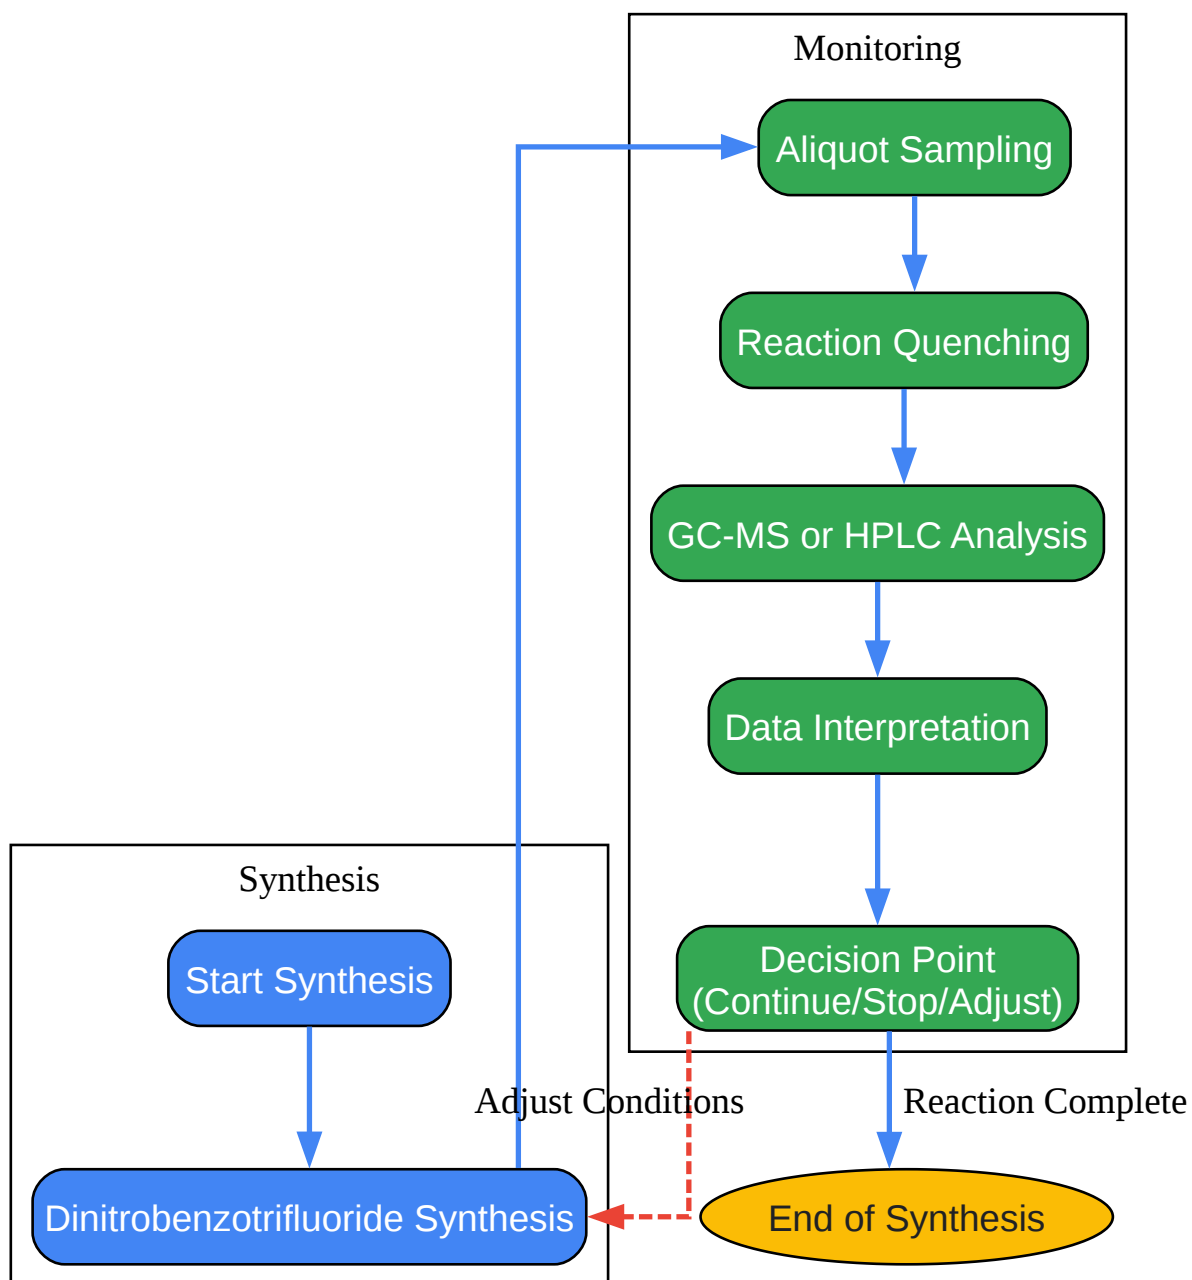 Monitoring
Aliquot Sampling
Reaction Quenching
GC-MS or HPLC Analysis
Data Interpretation
Decision Point
(Continue/Stop/Adjust)
Synthesis
Start Synthesis
Adjust Conditions
Reaction Complete
Dinitrobenzotrifluoride Synthesis
End of Synthesis